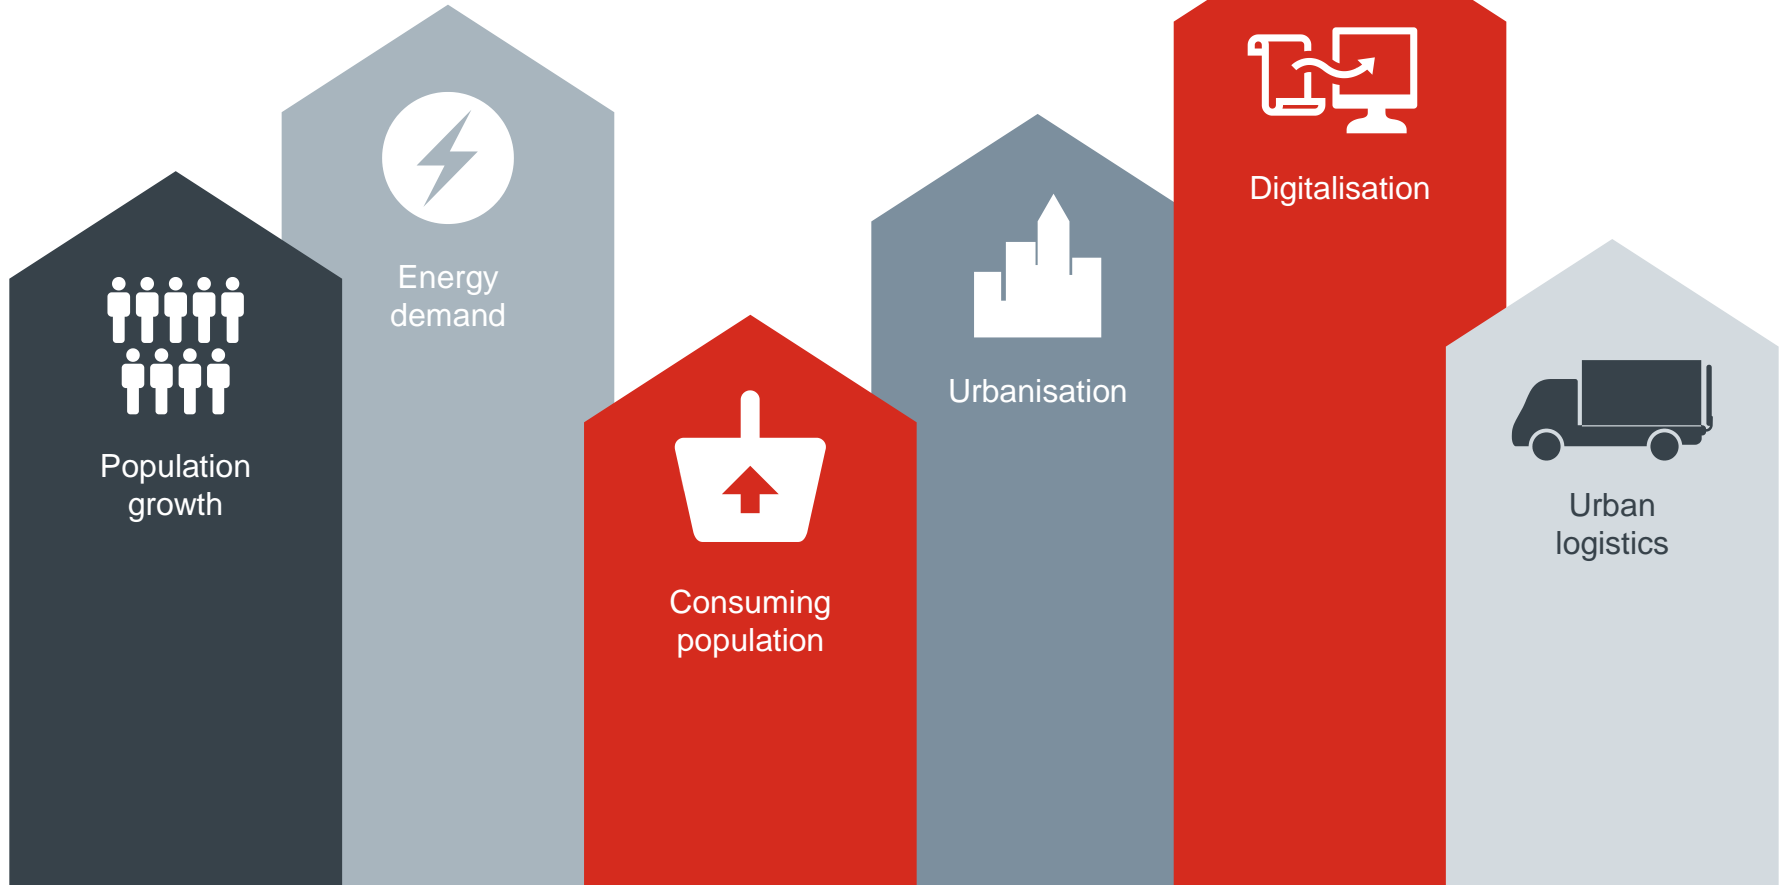 Population
growth
Energy
demand
Consuming
population
Urbanisation
Digitalisation
Urban
logistics